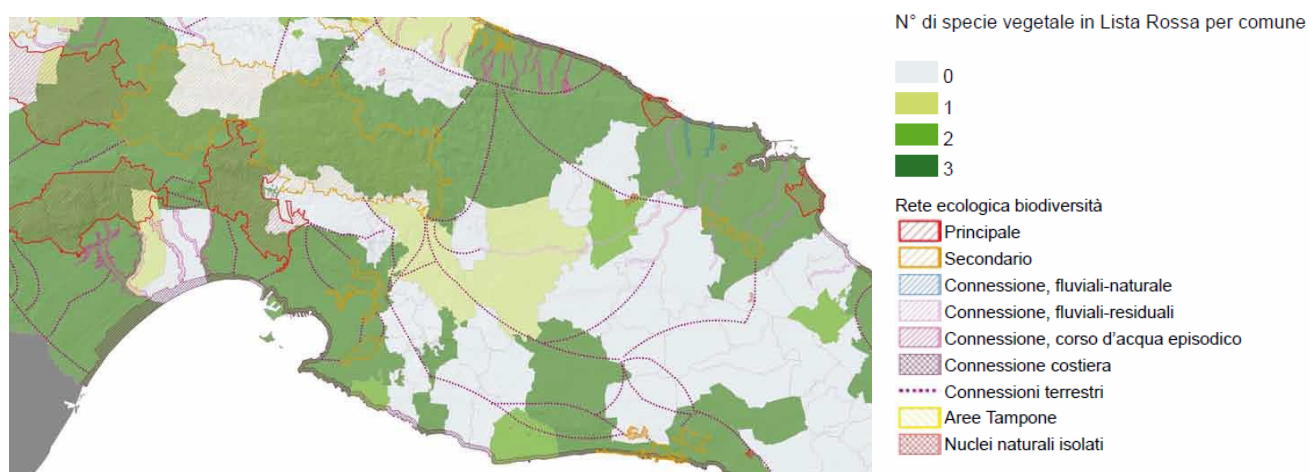 N° di specie vegetale in Lista Rossa per comune
0
1
2
3
Rete ecologica biodiversità
Principale
Secondario
Connessione, fluviali-naturale
Connessione, fluviali-residuali
Connessione, corso d'acqua episodico
Connessione costiera
Connessioni terrestri
Aree Tampone
Nuclei naturali isolati